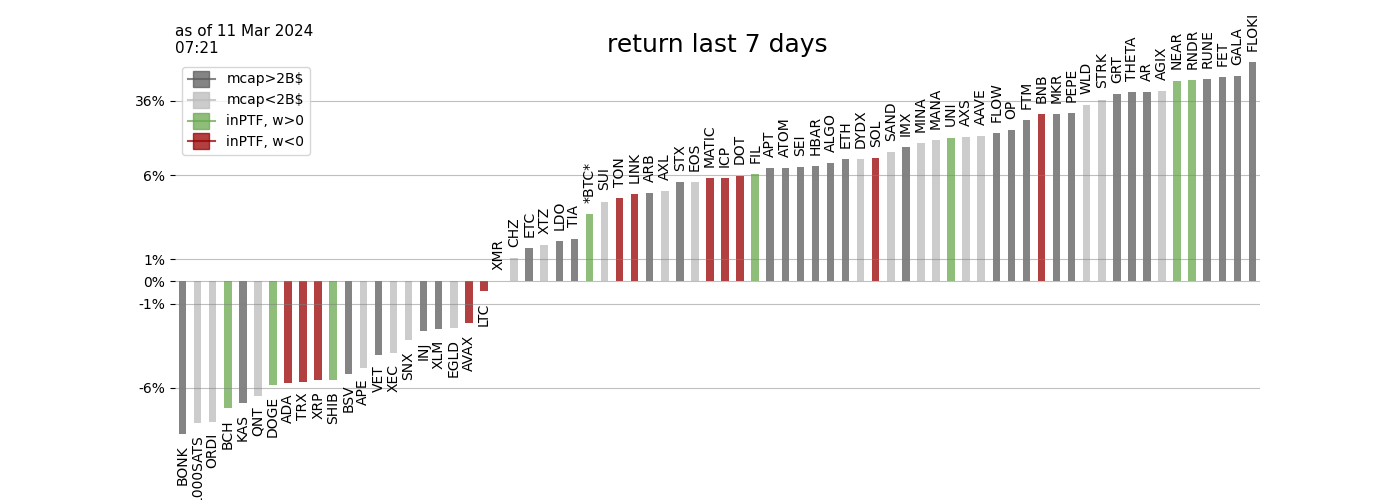 as of 11 Mar 2024
07:21
return last 7 days
mcap>2B$
mcap<2B$
inPTF, w>0
inPTF, w<0
36%
6%
1%
0%
-1%
-6%
BONK
.000SATS
ORDI
BCH
KAS
QNT
DOGE
ADA
TRX
XRP
SHIB
BSV
APE
VET
XEC
SNX
INJ
XLM
EGLD
AVAX
LTC
XMR
CHZ
ETC
XTZ
LDO
TIA
*BTC*
SUI
TON
LINK
ARB
AXL
STX
EOS
MATIC
ICP
DOT
FIL
APT
ATOM
SEI
HBAR
ALGO
ETH
DYDX
SOL
SAND
IMX
MINA
MANA
UNI
AXS
AAVE
FLOW
OP
FTM
BNB
MKR
PEPE
WLD
STRK
GRT
THETA
AR
AGIX
NEAR
RNDR
RUNE
FET
GALA
FLOKI